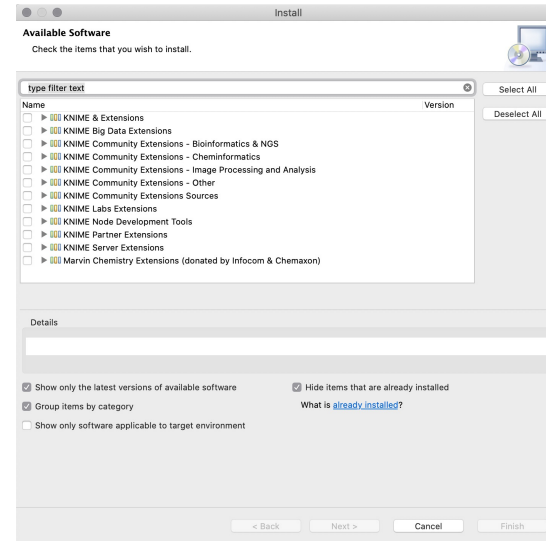 Install
Available Software
Check the items that you wish to install.
type filter text
Select All
Name Version
Deselect All
KNIME & Extensions
KNIME Big Data Extensions
KNIME Community Extensions - Bioinformatics & NGS
KNIME Community Extensions - Cheminformatics
KNIME Community Extensions - Image Processing and Analysis
KNIME Community Extensions - Other
KNIME Community Extensions Sources
KNIME Labs Extensions
KNIME Node Development Tools
KNIME Partner Extensions
KNIME Server Extensions
Marvin Chemistry Extensions (donated by Infocom & Chemaxon)
Details
Show only the latest versions of available software Hide items that are already installed
Group items by category What is already installed?
Show only software applicable to target environment
< Back Next > Cancel Finish